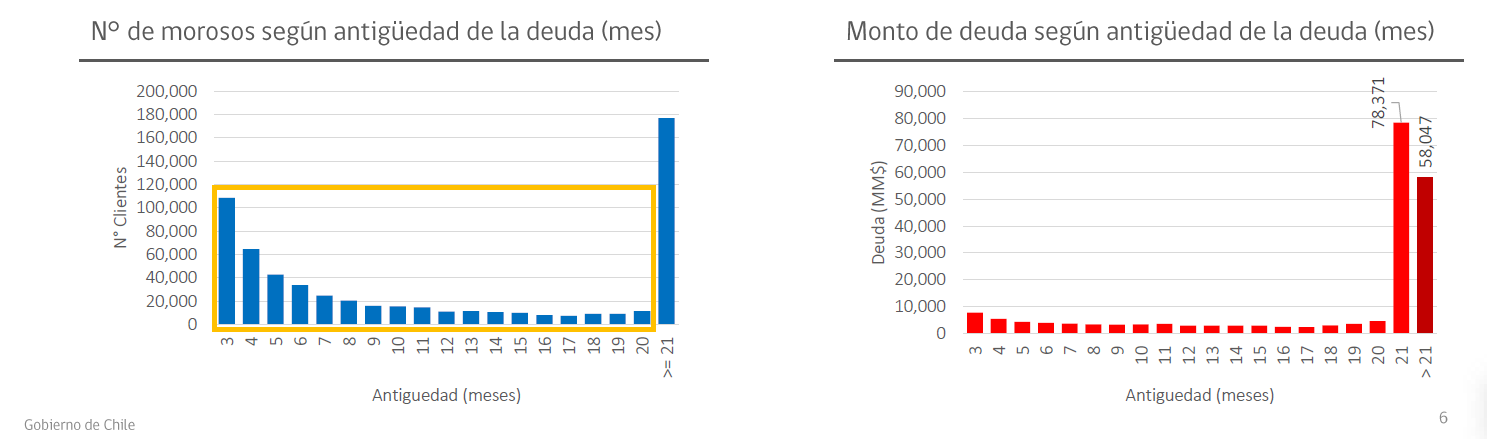 Nº de morosos según antigüedad de la deuda (mes)
200,000
180,000
160,000
140,000
120,000
100,000
80,000
60,000
40,000
20,000
0
N° Clientes
3 4 5 6 7 8 9 10 11 12 13 14 15 16 17 18 19 20 >= 21
Antiguedad (meses)
Monto de deuda según antigüedad de la deuda (mes)
90,000
80,000
70,000
60,000
50,000
40,000
30,000
20,000
10,000
0
Deuda (MM$)
78,371
58,047
3 4 5 6 7 8 9 10 11 12 13 14 15 16 17 18 19 20 21 > 21
Antiguedad (meses)
Gobierno de Chile
6